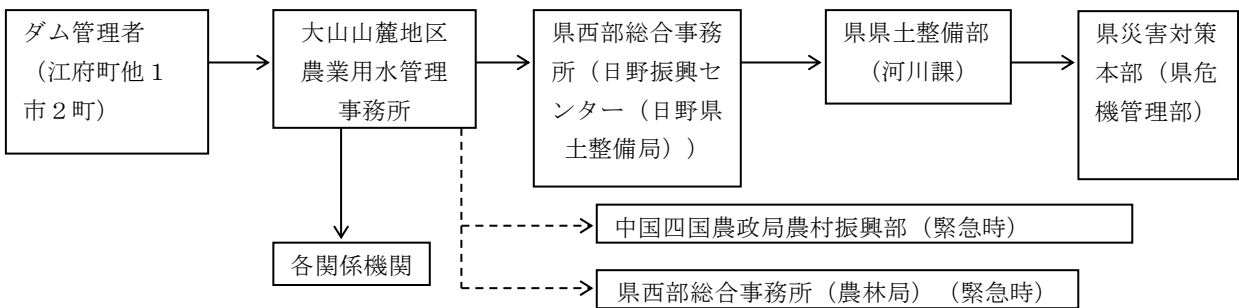 ダム管理者
（江府町他１
市２町）
大山山麓地区
農業用水管理
事務所
県西部総合事務
所（日野振興セ
ンター（日野県
土整備局））
県県土整備部
（河川課）
県災害対策
本部（県危
機管理部）
中国四国農政局農村振興部（緊急時）
各関係機関
県西部総合事務所（農林局）（緊急時）